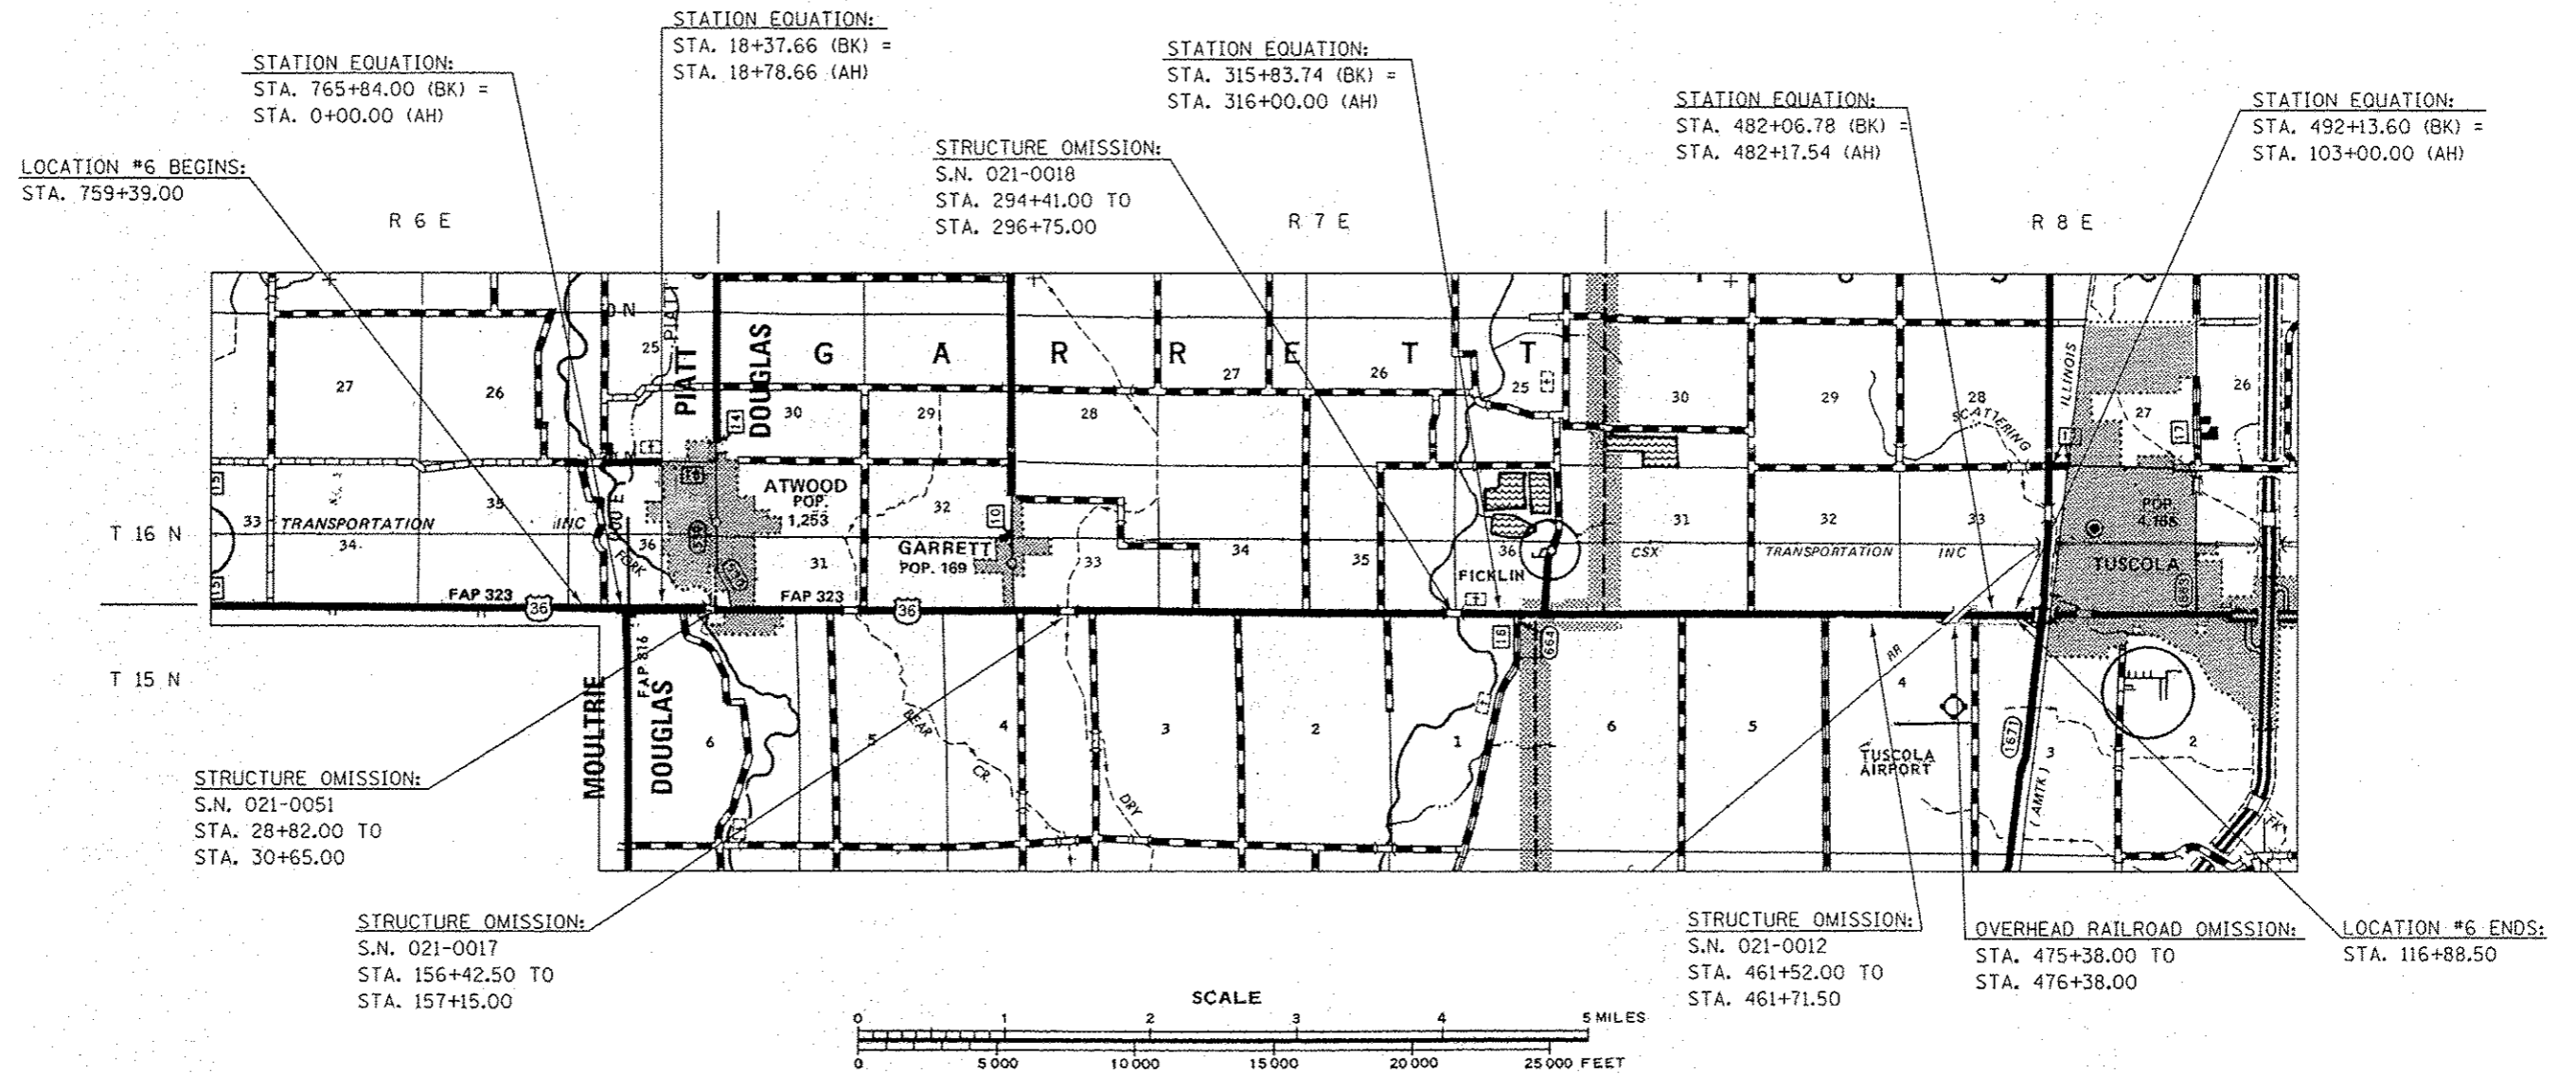 STATION EQUATION:
STA. 18+37.66 (BK) =
STA. 18+78.66 (AH)
STATION EQUATION:
STA. 765+84.00 (BK) =
STA. 0+00.00 (AH)
STATION EQUATION:
STA. 315+83.74 (BK) =
STA. 316+00.00 (AH)
STATION EQUATION:
STA. 482+06.78 (BK) =
STA. 482+17.54 (AH)
STATION EQUATION:
STA. 492+13.60 (BK) =
STA. 103+00.00 (AH)
LOCATION #6 BEGINS:
STA. 759+39.00
STRUCTURE OMISSION:
S.N. 021-0018
STA. 294+41.00 TO
STA. 296+75.00
R 6 E
R 7 E
R 8 E
G A R R E T T
PIATT
DOUGLAS
PIATT
ILLINOIS
25
27
26
30
29
28
27
26
25
30
29
28
27
26
SCATTERING
14
17
ATWOOD
POP.
1,253
33
TRANSPORTATION
INC
34
35
36
FORK
32
10
GARRETT
POP. 169
31
33
34
35
36
FICKLIN
31
CSX
TRANSPORTATION
INC
32
33
POP.
4,165
TUSCOLA
T 16 N
T 15 N
FAP 323
36
FAP 323
36
FAP 816
MOULTRIE
DOUGLAS
6
5
BEAR
CR.
4
DRY
3
2
1
18
664
6
5
RR
4
TUSCOLA
AIRPORT
1671
3
(AMTK)
2
FK
STRUCTURE OMISSION:
S.N. 021-0051
STA. 28+82.00 TO
STA. 30+65.00
STRUCTURE OMISSION:
S.N. 021-0017
STA. 156+42.50 TO
STA. 157+15.00
STRUCTURE OMISSION:
S.N. 021-0012
STA. 461+52.00 TO
STA. 461+71.50
OVERHEAD RAILROAD OMISSION:
STA. 475+38.00 TO
STA. 476+38.00
LOCATION #6 ENDS:
STA. 116+88.50
SCALE
0 1 2 3 4 5 MILES
0 5000 10000 15000 20000 25000 FEET